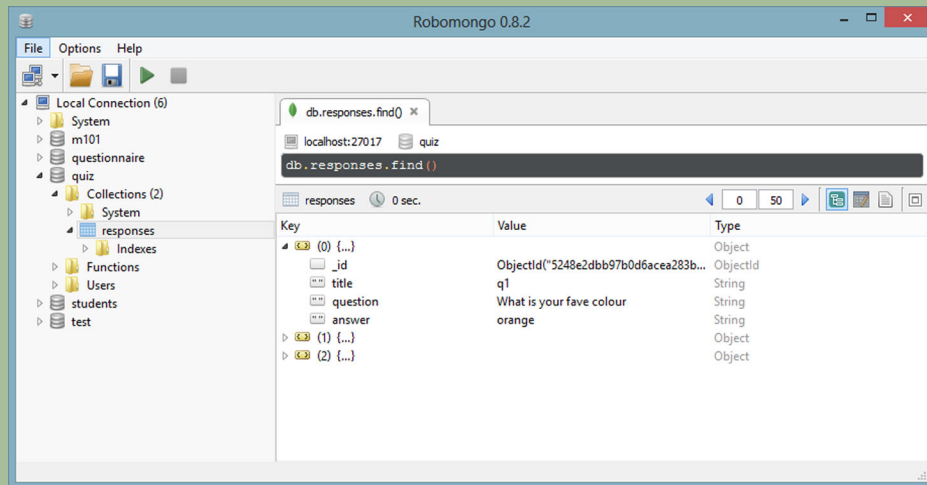 Robomongo 0.8.2
File Options Help
Local Connection (6)
System
m101
questionnaire
quiz
Collections (2)
System
responses
Indexes
Functions
Users
students
test
db.responses.find()
localhost:27017 quiz
db.responses.find()
responses 0 sec. 0 50
Key Value Type
(0) {...} Object
_id ObjectId("5248e2dbb97b0d6acea283b... ObjectId
title q1 String
question What is your fave colour String
answer orange String
(1) {...} Object
(2) {...} Object